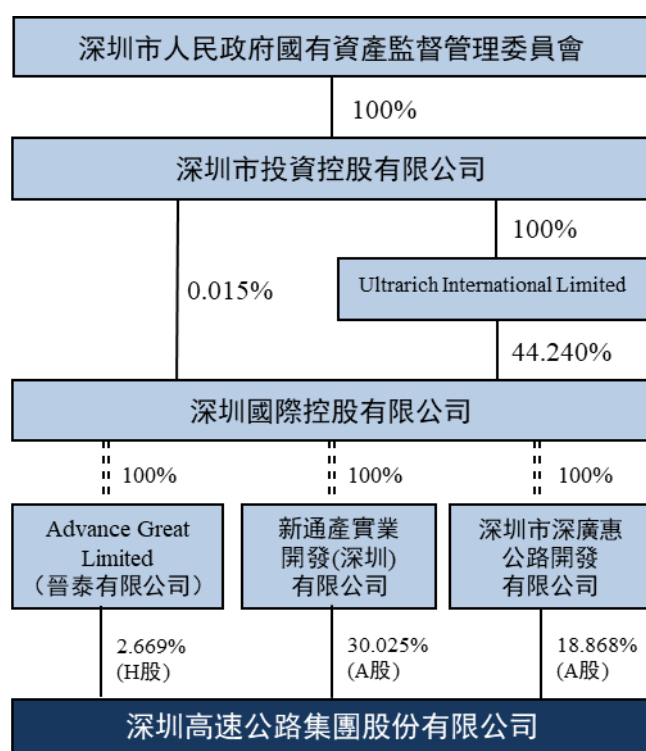 深圳市人民政府國有資產監督管理委員會
100%
深圳市投資控股有限公司
100%
0.015%
Ultrarich International Limited
44.240%
深圳國際控股有限公司
100%
100%
100%
Advance Great
Limited
（晉泰有限公司）
新通產實業
開發(深圳)
有限公司
深圳市深廣惠
公路開發
有限公司
2.669%
(H股)
30.025%
(A股)
18.868%
(A股)
深圳高速公路集團股份有限公司